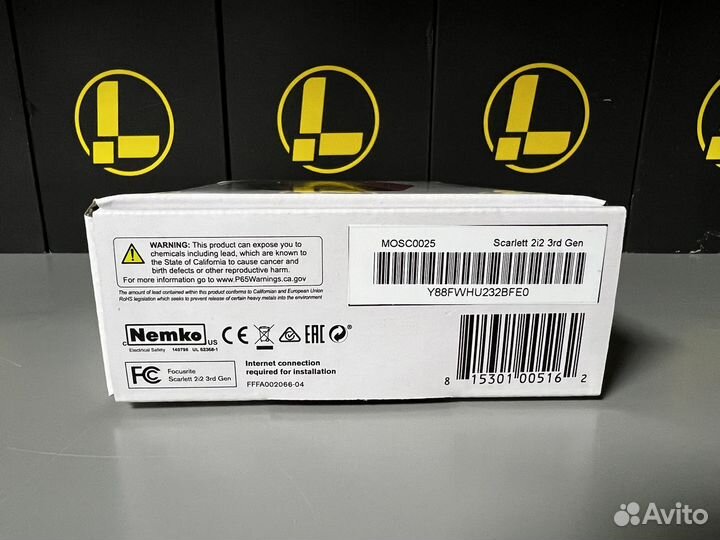 WARNING: This product can expose you to
chemicals including lead, which are known to
the State of California to cause cancer and
birth defects or other reproductive harm.
For more information go to www.P65Warnings.ca.gov
The amount of lead contained within this product conforms to Californian and European Union
RoHS legislation which seeks to prevent release of certain heavy metals into the environment
MOSC0025 Scarlett 2i2 3rd Gen
Y88FWHU232BFE0
c Nemko US CE EAC
Electrical Safety 149798 UL 62368-1
FC Focusrite
Scarlett 2i2 3rd Gen
Internet connection
required for installation
FFFA002066-04
8 15301 00516 2
Avito